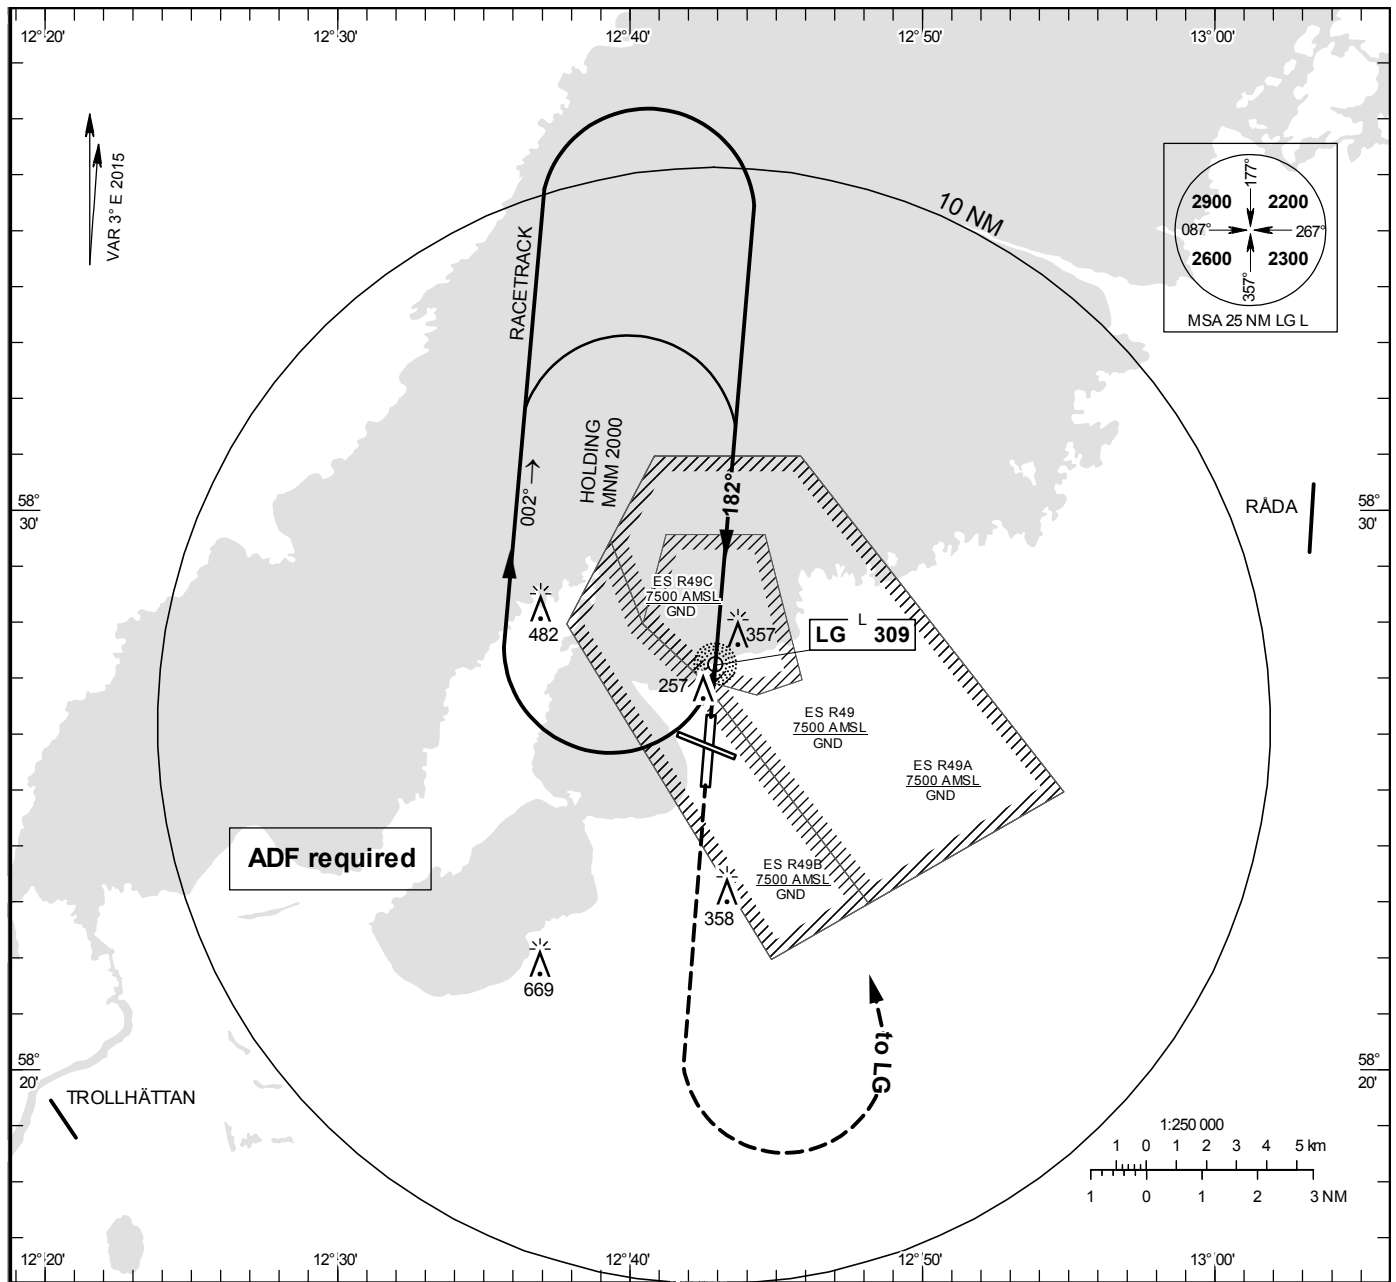 12° 20'
12° 30'
12° 40'
12° 50'
13° 00'
VAR 3° E 2015
RACETRACK
10 NM
177°
2900 2200
087° 267°
2600 2300
357°
MSA 25 NM LG L
HOLDING
MNM 2000
002° →
182°
58°
30'
RÅDA
58°
30'
ES R49C
7500 AMSL
GND
482
357
L
LG 309
257
ES R49
7500 AMSL
GND
ES R49A
7500 AMSL
GND
ADF required
ES R49B
7500 AMSL
GND
358
669
to LG
58°
20'
58°
20'
TROLLHÄTTAN
1:250 000
1 0 1 2 3 4 5 km
1 0 1 2 3 NM
12° 20'
12° 30'
12° 40'
12° 50'
13° 00'